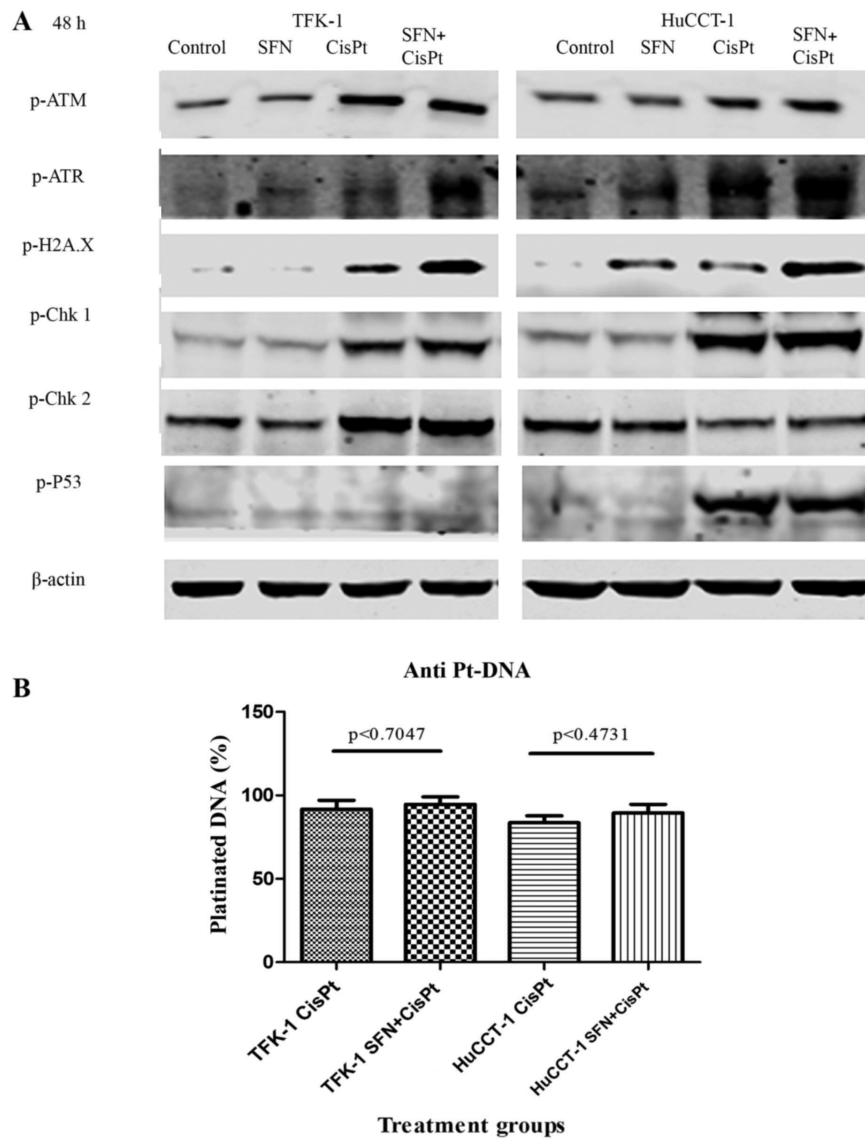 A 48 h TFK-1 HuCCT-1
Control SFN CisPt SFN+ CisPt Control SFN CisPt SFN+ CisPt
p-ATM
p-ATR
p-H2A.X
p-Chk 1
p-Chk 2
p-P53
β-actin
B
Anti Pt-DNA
150
p<0.7047 p<0.4731
100
50
0
Platinated DNA (%)
TFK-1 CisPt
TFK-1 SFN+CisPt
HuCCT-1 CisPt
HuCCT-1 SFN+CisPt
Treatment groups